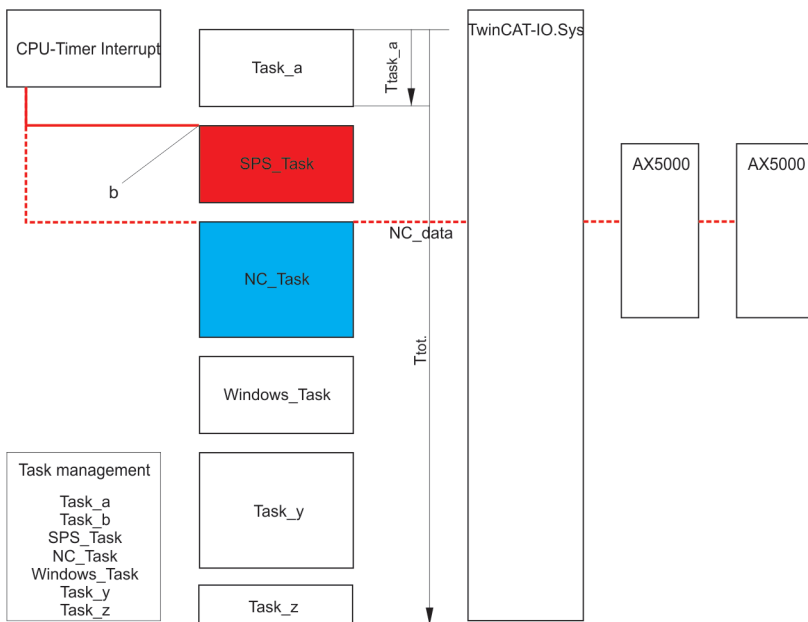 CPU-Timer Interrupt
Task_a
Ttask_a
TwinCAT-IO.Sys
SPS_Task
b
AX5000
AX5000
NC_data
NC_Task
Ttot.
Windows_Task
Task management
Task_a
Task_b
SPS_Task
NC_Task
Windows_Task
Task_y
Task_z
Task_y
Task_z